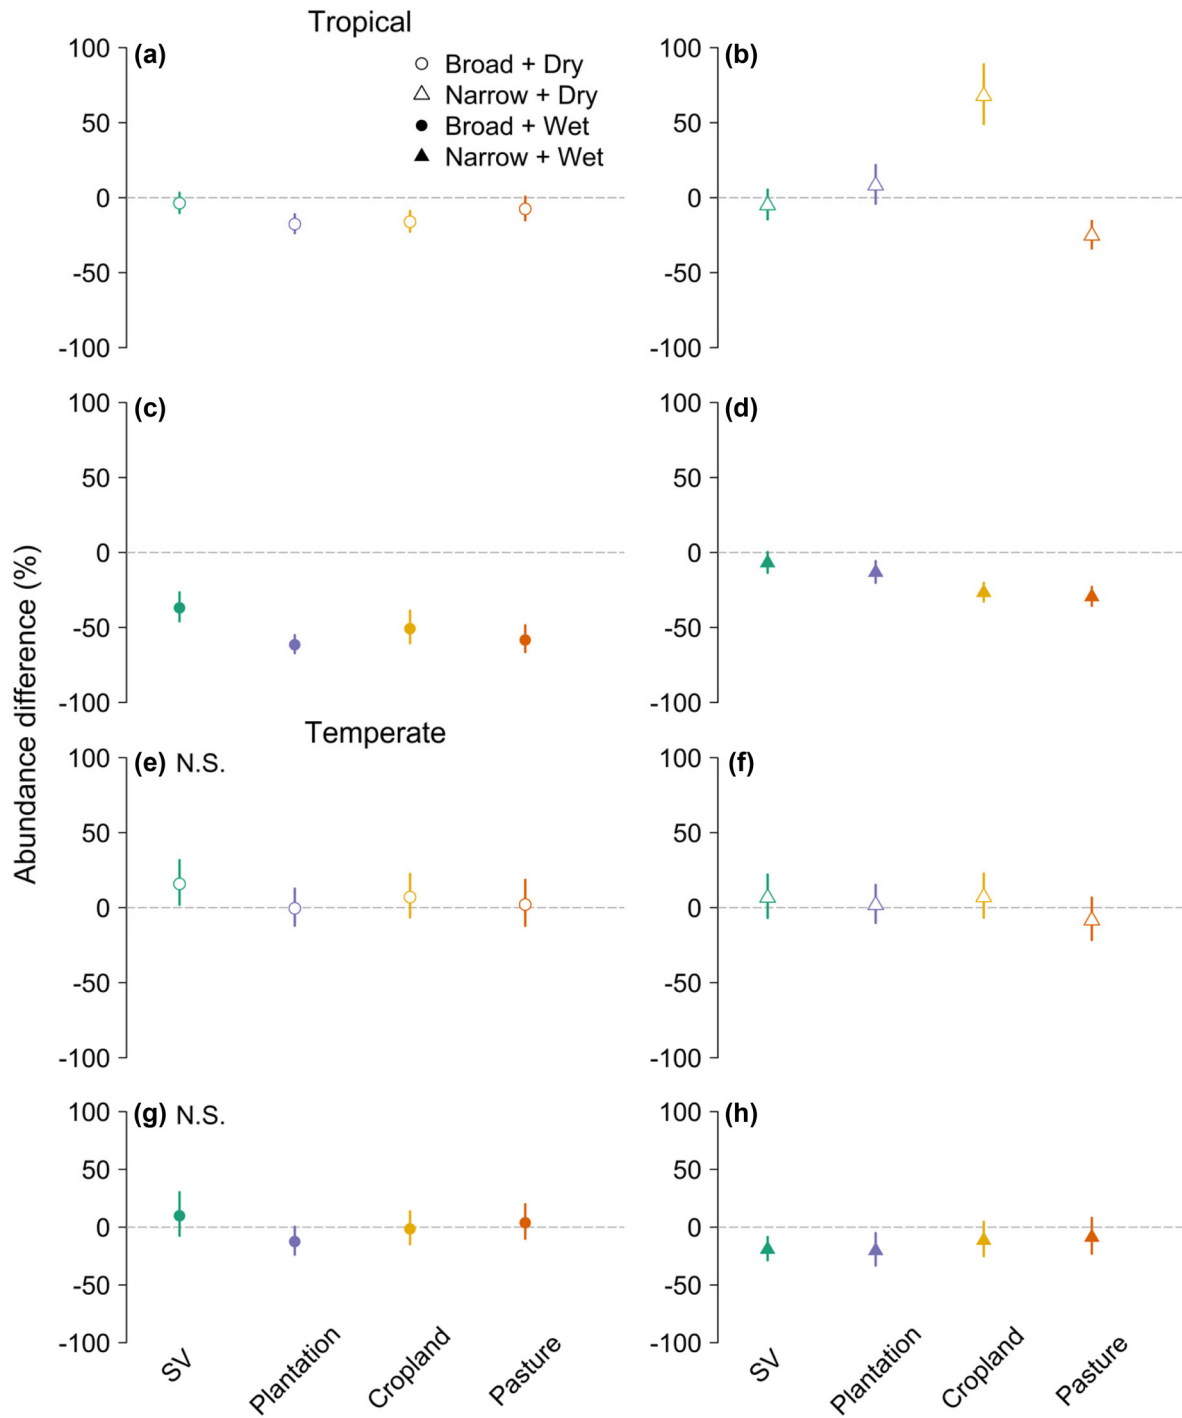 Tropical
(a)
Broad + Dry
Narrow + Dry
Broad + Wet
Narrow + Wet
100
50
0
-50
-100
(b)
100
50
0
-50
-100
(c)
100
50
0
-50
-100
(d)
100
50
0
-50
-100
Abundance difference (%)
Temperate
(e) N.S.
100
50
0
-50
-100
(f)
100
50
0
-50
-100
(g) N.S.
100
50
0
-50
-100
(h)
100
50
0
-50
-100
SV
Plantation
Cropland
Pasture
SV
Plantation
Cropland
Pasture